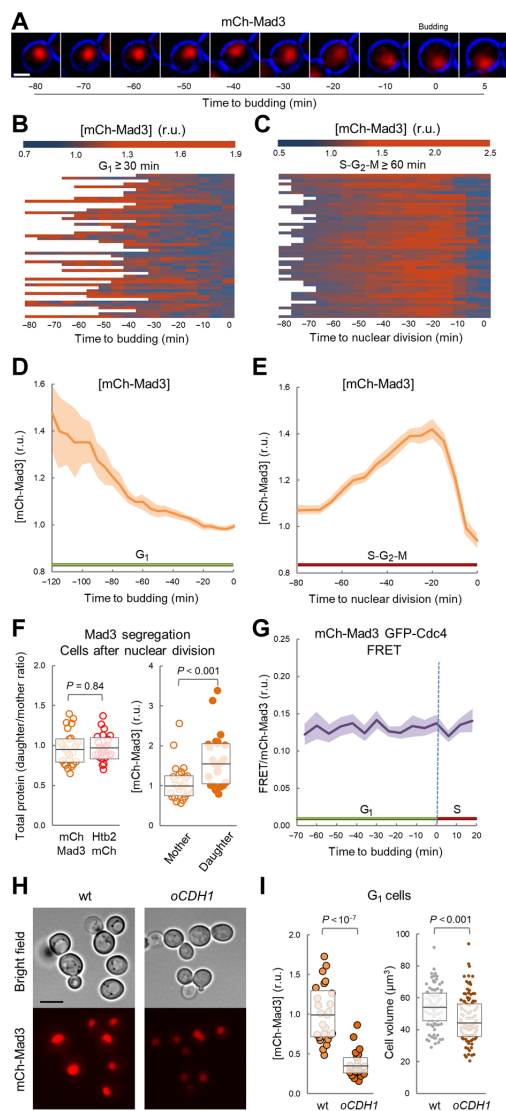 A
mCh-Mad3
Budding
−80 −70 −60 −50 −40 −30 −20 −10 0 5
Time to budding (min)
B
[mCh-Mad3] (r.u.)
0.7 1.0 1.3 1.6 1.9
G1 ≥ 30 min
−80 −70 −60 −50 −40 −30 −20 −10 0
Time to budding (min)
C
[mCh-Mad3] (r.u.)
0.5 1.0 1.5 2.0 2.5
S-G2-M ≥ 60 min
−80 −70 −60 −50 −40 −30 −20 −10 0
Time to nuclear division (min)
D
[mCh-Mad3]
[mCh-Mad3] (r.u.)
1.6
1.4
1.2
1.0
0.8
G1
−120 −100 −80 −60 −40 −20 0
Time to budding (min)
E
[mCh-Mad3]
[mCh-Mad3] (r.u.)
1.6
1.4
1.2
1.0
0.8
S-G2-M
−80 −60 −40 −20 0
Time to nuclear division (min)
F
Mad3 segregation
Cells after nuclear division
Total protein (daughter/mother ratio)
2.0
1.5
1.0
0.5
0.0
P = 0.84
mCh
Mad3
Htb2
mCh
[mCh-Mad3] (r.u.)
4
3
2
1
0
P < 0.001
Mother
Daughter
G
mCh-Mad3 GFP-Cdc4
FRET
FRET/mCh-Mad3 (r.u.)
0.25
0.20
0.15
0.10
0.05
0.00
G1
S
−70 −60 −50 −40 −30 −20 −10 0 10 20
Time to budding (min)
H
wt
oCDH1
Bright field
mCh-Mad3
I
G1 cells
[mCh-Mad3] (r.u.)
2.0
1.5
1.0
0.5
0.0
P < 10−7
wt
oCDH1
Cell volume (μm3)
120
100
80
60
40
20
0
P < 0.001
wt
oCDH1